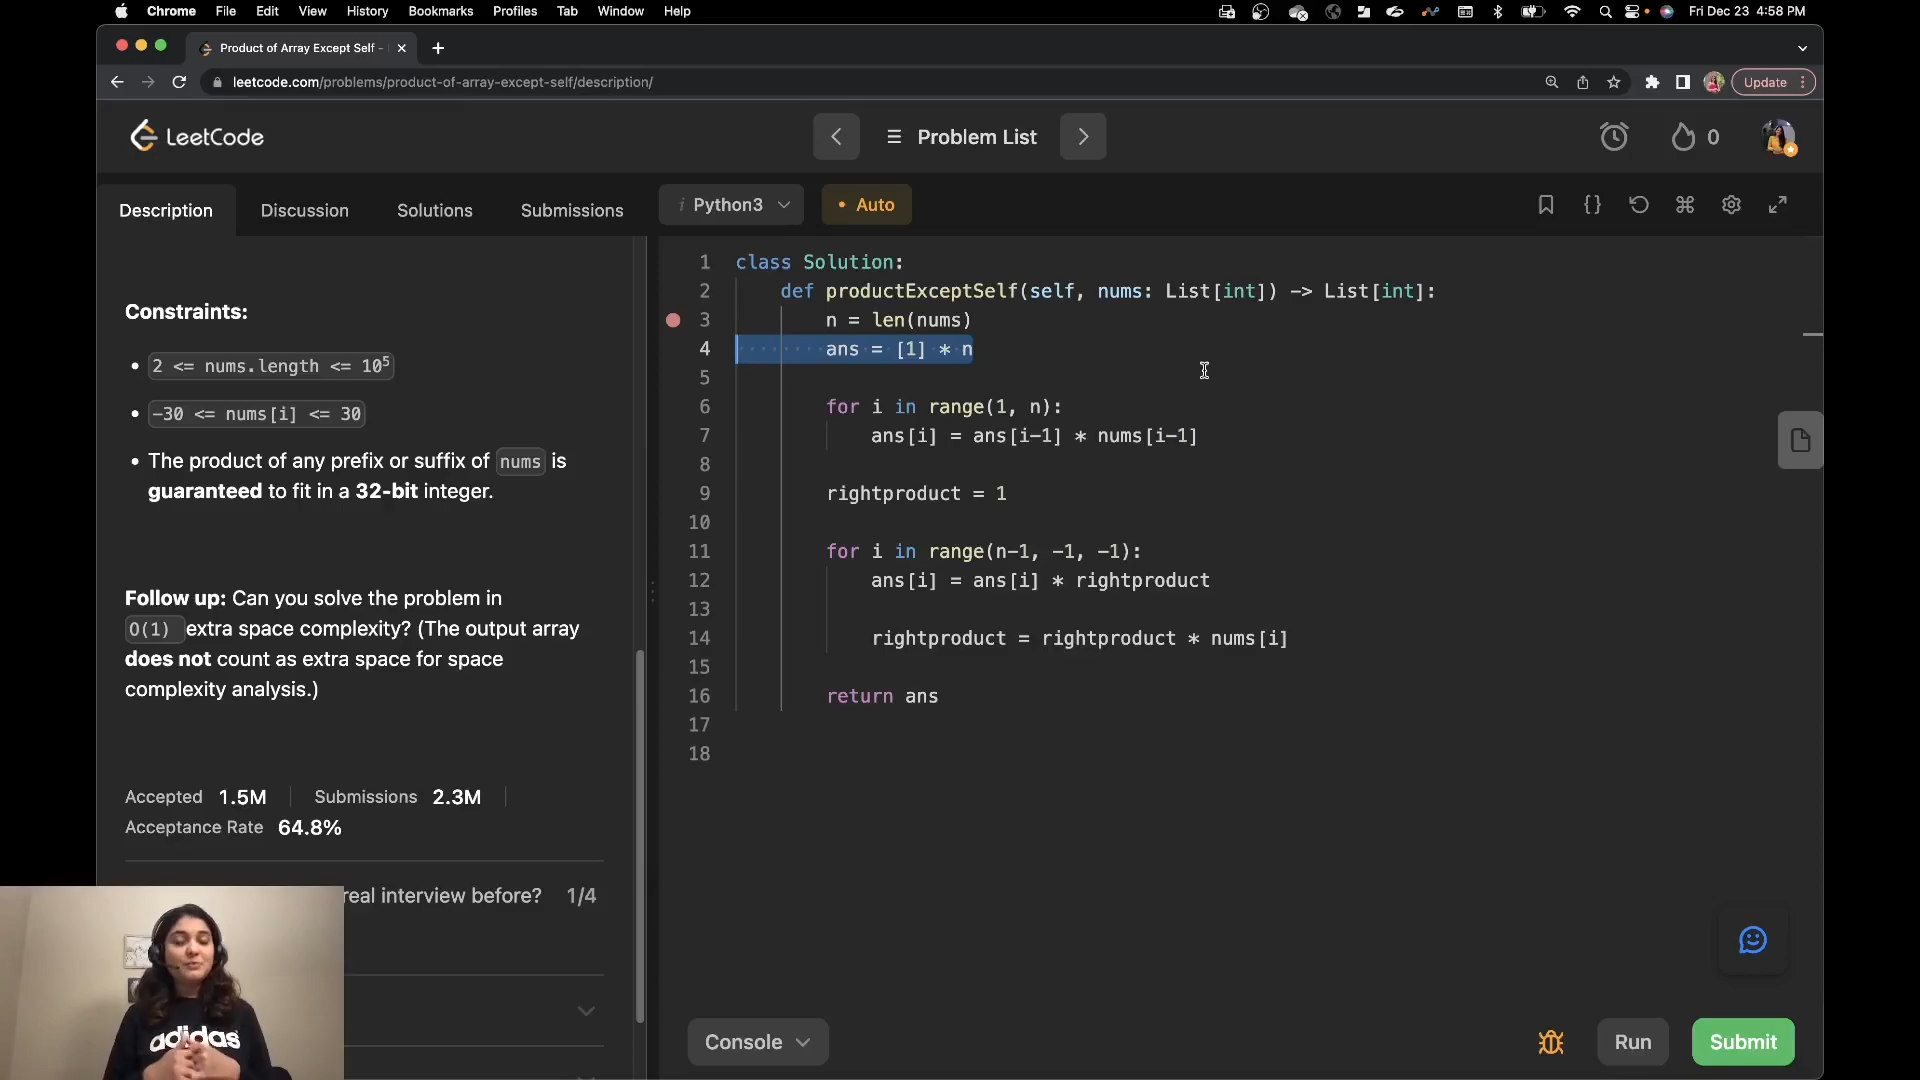 Chrome File Edit View History Bookmarks Profiles Tab Window Help Fri Dec 23 4:58 PM
Product of Array Except Self -
leetcode.com/problems/product-of-array-except-self/description/ Update
LeetCode Problem List 0
Description Discussion Solutions Submissions
i Python3 • Auto
Constraints:
• 2 <= nums.length <= 10⁵
• -30 <= nums[i] <= 30
• The product of any prefix or suffix of nums is
guaranteed to fit in a 32-bit integer.
Follow up: Can you solve the problem in
O(1) extra space complexity? (The output array
does not count as extra space for space
complexity analysis.)
Accepted 1.5M Submissions 2.3M
Acceptance Rate 64.8%
real interview before? 1/4
adidas
1 class Solution:
2 def productExceptSelf(self, nums: List[int]) -> List[int]:
3 n = len(nums)
4 ans = [1] * n
5
6 for i in range(1, n):
7 ans[i] = ans[i-1] * nums[i-1]
8
9 rightproduct = 1
10
11 for i in range(n-1, -1, -1):
12 ans[i] = ans[i] * rightproduct
13
14 rightproduct = rightproduct * nums[i]
15
16 return ans
17
18
Console Run Submit